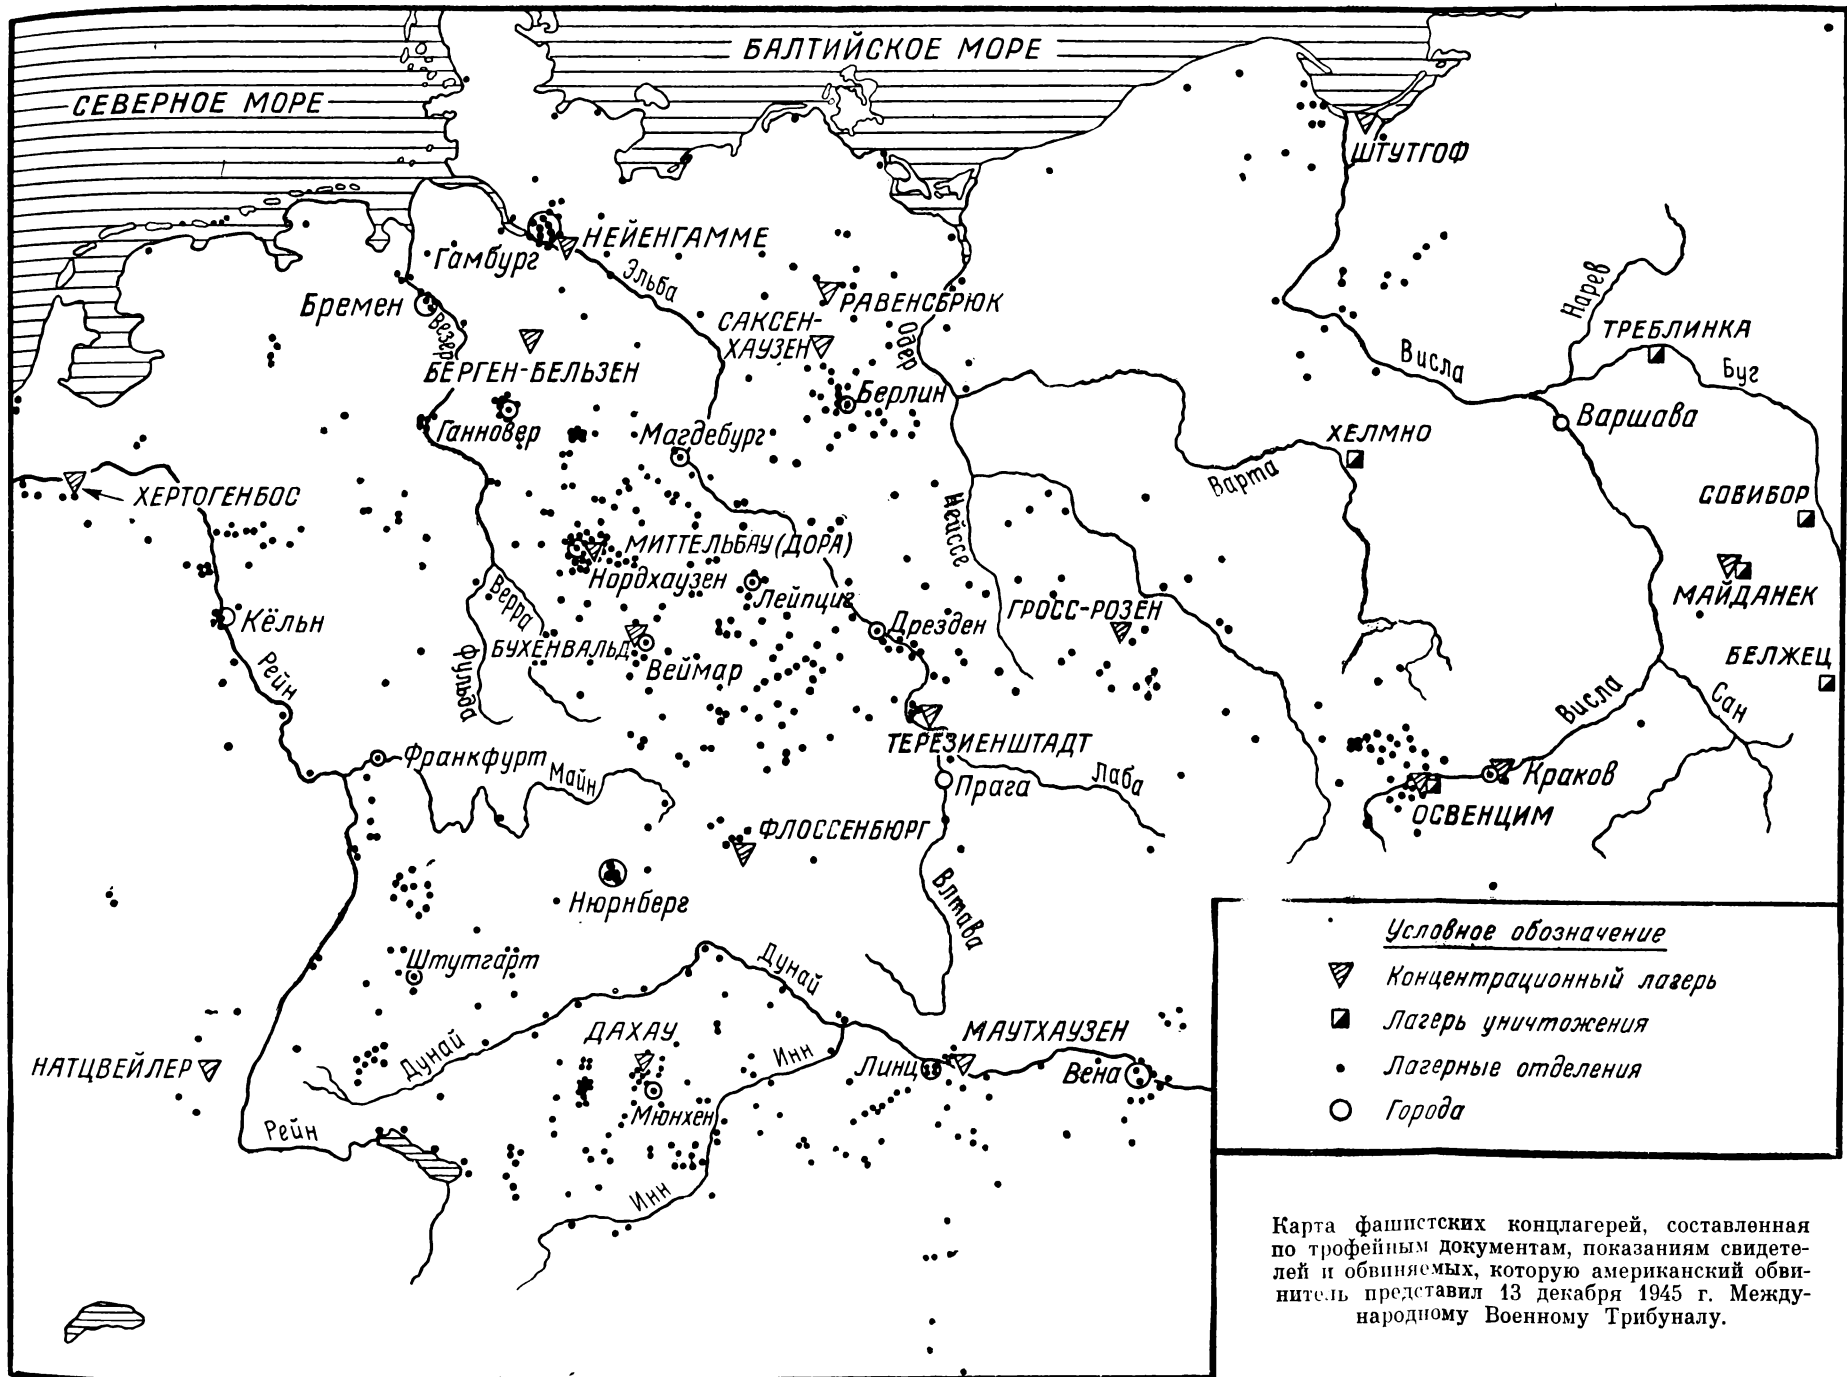 БАЛТИЙСКОЕ МОРЕ
СЕВЕРНОЕ МОРЕ
ШТУТГОФ
НЕЙЕНГАММЕ
Гамбург
Эльба
Бремен
Везер
РАВЕНСБРЮК
САКСЕН-
ХАУЗЕН
Одер
Нарев
ТРЕБЛИНКА
Висла
Буг
БЕРГЕН-БЕЛЬЗЕН
Берлин
Варшава
Ганновер
Магдебург
ХЕЛМНО
Варта
ХЕРТОГЕНБОС
Нейссе
СОБИБОР
МИТТЕЛЬБАУ (ДОРА)
Нордхаузен
Лейпциг
МАЙДАНЕК
Верра
ГРОСС-РОЗЕН
Кёльн
Дрезден
БУХЕНВАЛЬД
Веймар
Фульда
БЕЛЖЕЦ
Рейн
Висла
Сан
ТЕРЕЗИЕНШТАДТ
Франкфурт
Майн
Прага
Лаба
Краков
ОСВЕНЦИМ
ФЛОССЕНБЮРГ
Нюрнберг
Влтава
Штутгарт
Дунай
ДАХАУ
Дунай
Инн
МАУТХАУЗЕН
НАТЦВЕЙЛЕР
Линц
Вена
Мюнхен
Рейн
Инн
Условное обозначение
Концентрационный лагерь
Лагерь уничтожения
Лагерные отделения
Города
Карта фашистских концлагерей, составленная
по трофейным документам, показаниям свидете-
лей и обвиняемых, которую американский обви-
нитель представил 13 декабря 1945 г. Между-
народному Военному Трибуналу.